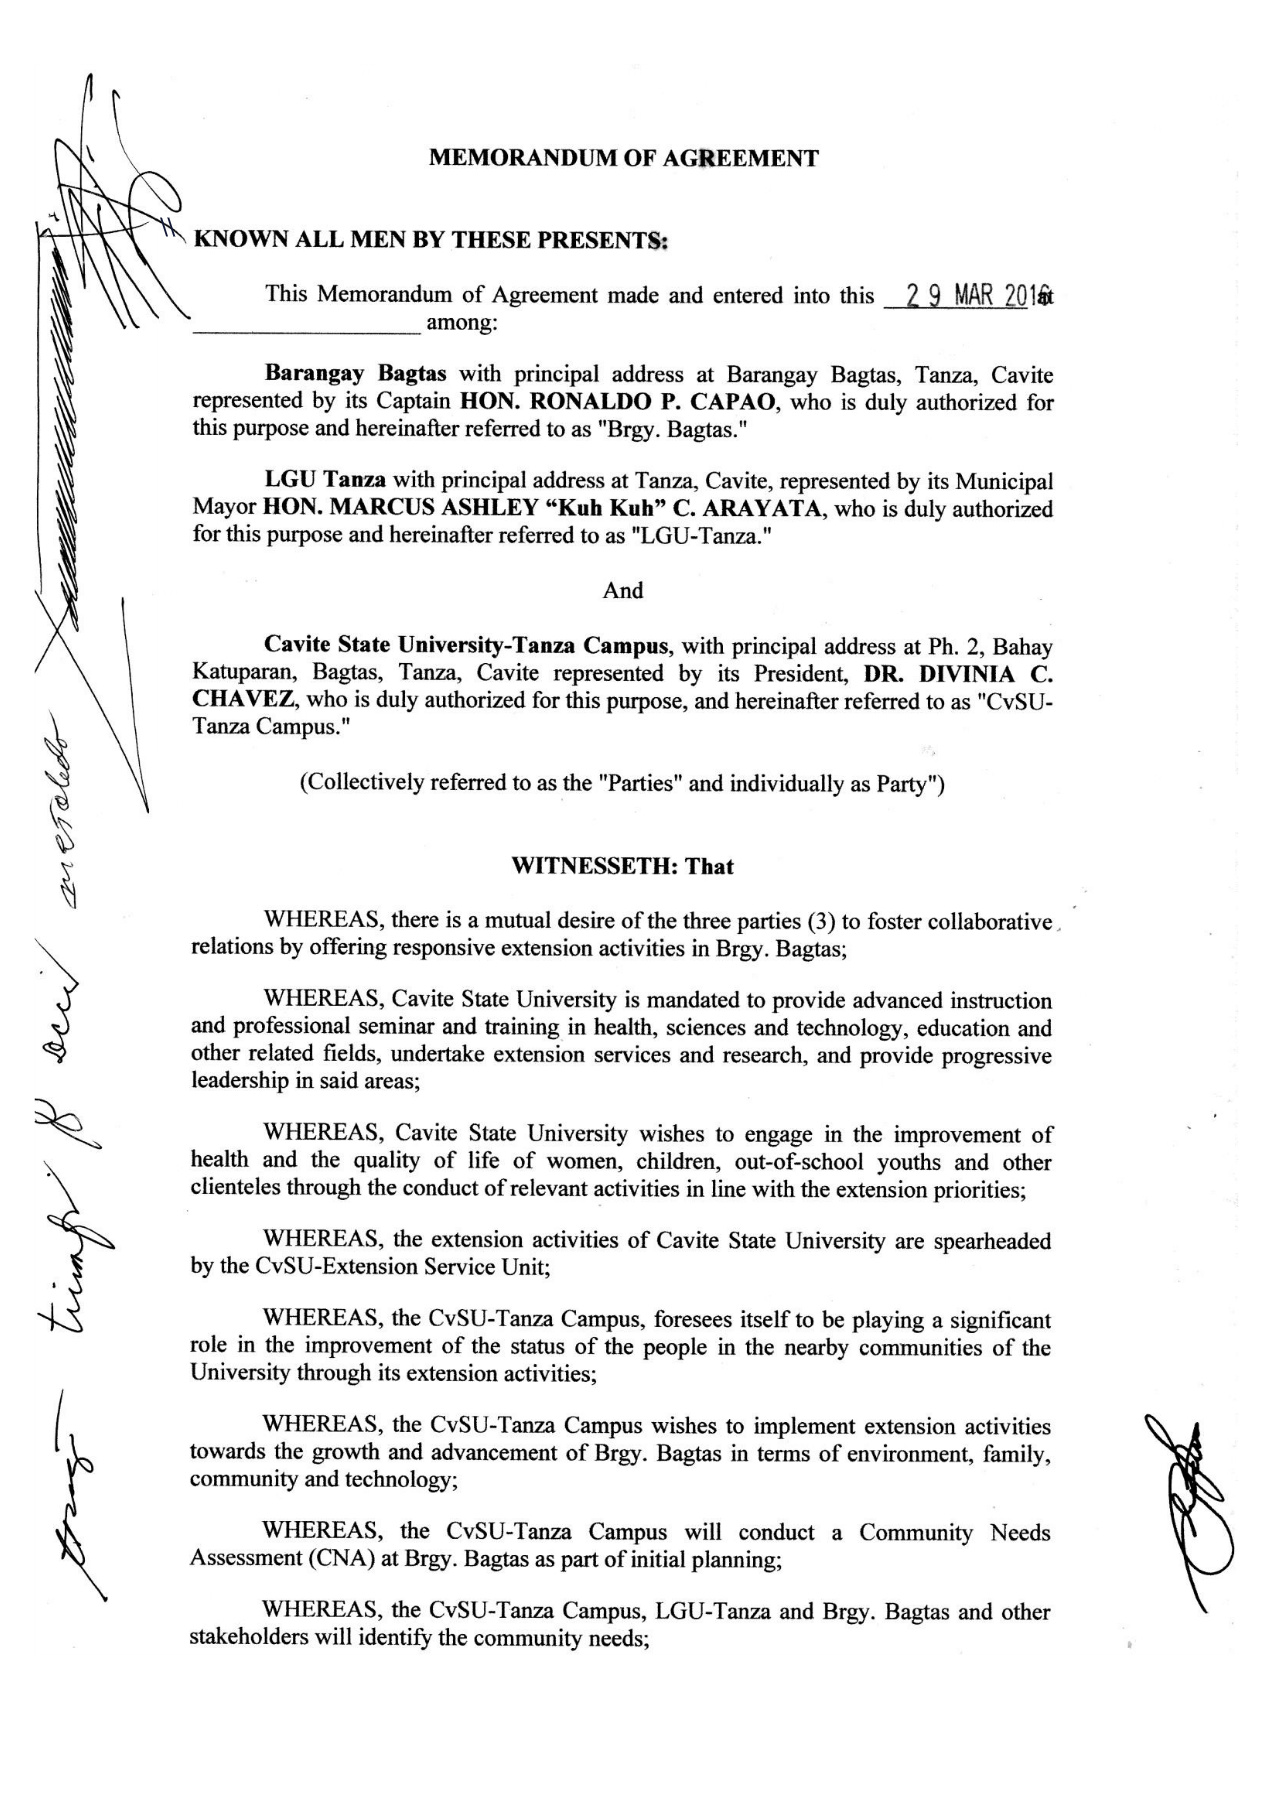 MEMORANDUM OF AGREEMENT
KNOWN ALL MEN BY THESE PRESENTS:
This Memorandum of Agreement made and entered into this 29 MAR at
____________________ among:
Barangay Bagtas with principal address at Barangay Bagtas, Tanza, Cavite
represented by its Captain HON. RONALDO P. CAPAO, who is duly authorized for
this purpose and hereinafter referred to as "Brgy. Bagtas."
LGU Tanza with principal address at Tanza, Cavite, represented by its Municipal
Mayor HON. MARCUS ASHLEY “Kuh Kuh” C. ARAYATA, who is duly authorized
for this purpose and hereinafter referred to as "LGU-Tanza."
And
Cavite State University-Tanza Campus, with principal address at Ph. 2, Bahay
Katuparan, Bagtas, Tanza, Cavite represented by its President, DR. DIVINIA C.
CHAVEZ, who is duly authorized for this purpose, and hereinafter referred to as "CvSU-
Tanza Campus."
(Collectively referred to as the "Parties" and individually as Party")
WITNESSETH: That
WHEREAS, there is a mutual desire of the three parties (3) to foster collaborative
relations by offering responsive extension activities in Brgy. Bagtas;
WHEREAS, Cavite State University is mandated to provide advanced instruction
and professional seminar and training in health, sciences and technology, education and
other related fields, undertake extension services and research, and provide progressive
leadership in said areas;
WHEREAS, Cavite State University wishes to engage in the improvement of
health and the quality of life of women, children, out-of-school youths and other
clienteles through the conduct of relevant activities in line with the extension priorities;
WHEREAS, the extension activities of Cavite State University are spearheaded
by the CvSU-Extension Service Unit;
WHEREAS, the CvSU-Tanza Campus, foresees itself to be playing a significant
role in the improvement of the status of the people in the nearby communities of the
University through its extension activities;
WHEREAS, the CvSU-Tanza Campus wishes to implement extension activities
towards the growth and advancement of Brgy. Bagtas in terms of environment, family,
community and technology;
WHEREAS, the CvSU-Tanza Campus will conduct a Community Needs
Assessment (CNA) at Brgy. Bagtas as part of initial planning;
WHEREAS, the CvSU-Tanza Campus, LGU-Tanza and Brgy. Bagtas and other
stakeholders will identify the community needs;